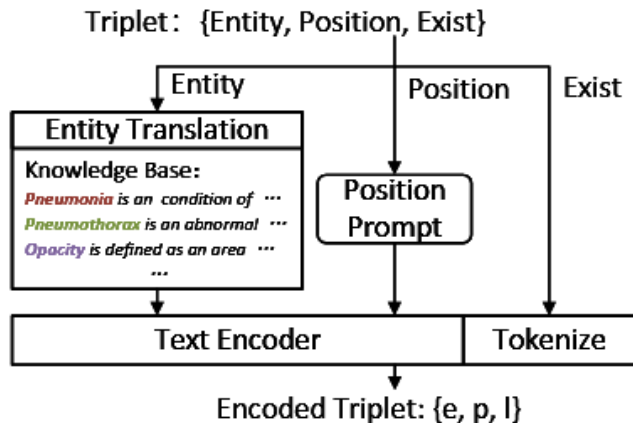 Triplet: {Entity, Position, Exist}
Entity
Position
Exist
Entity Translation
Knowledge Base:
Pneumonia is an condition of ...
Pneumothorax is an abnormal ...
Opacity is defined as an area ...
...
Position
Prompt
Text Encoder
Tokenize
Encoded Triplet: {e, p, l}